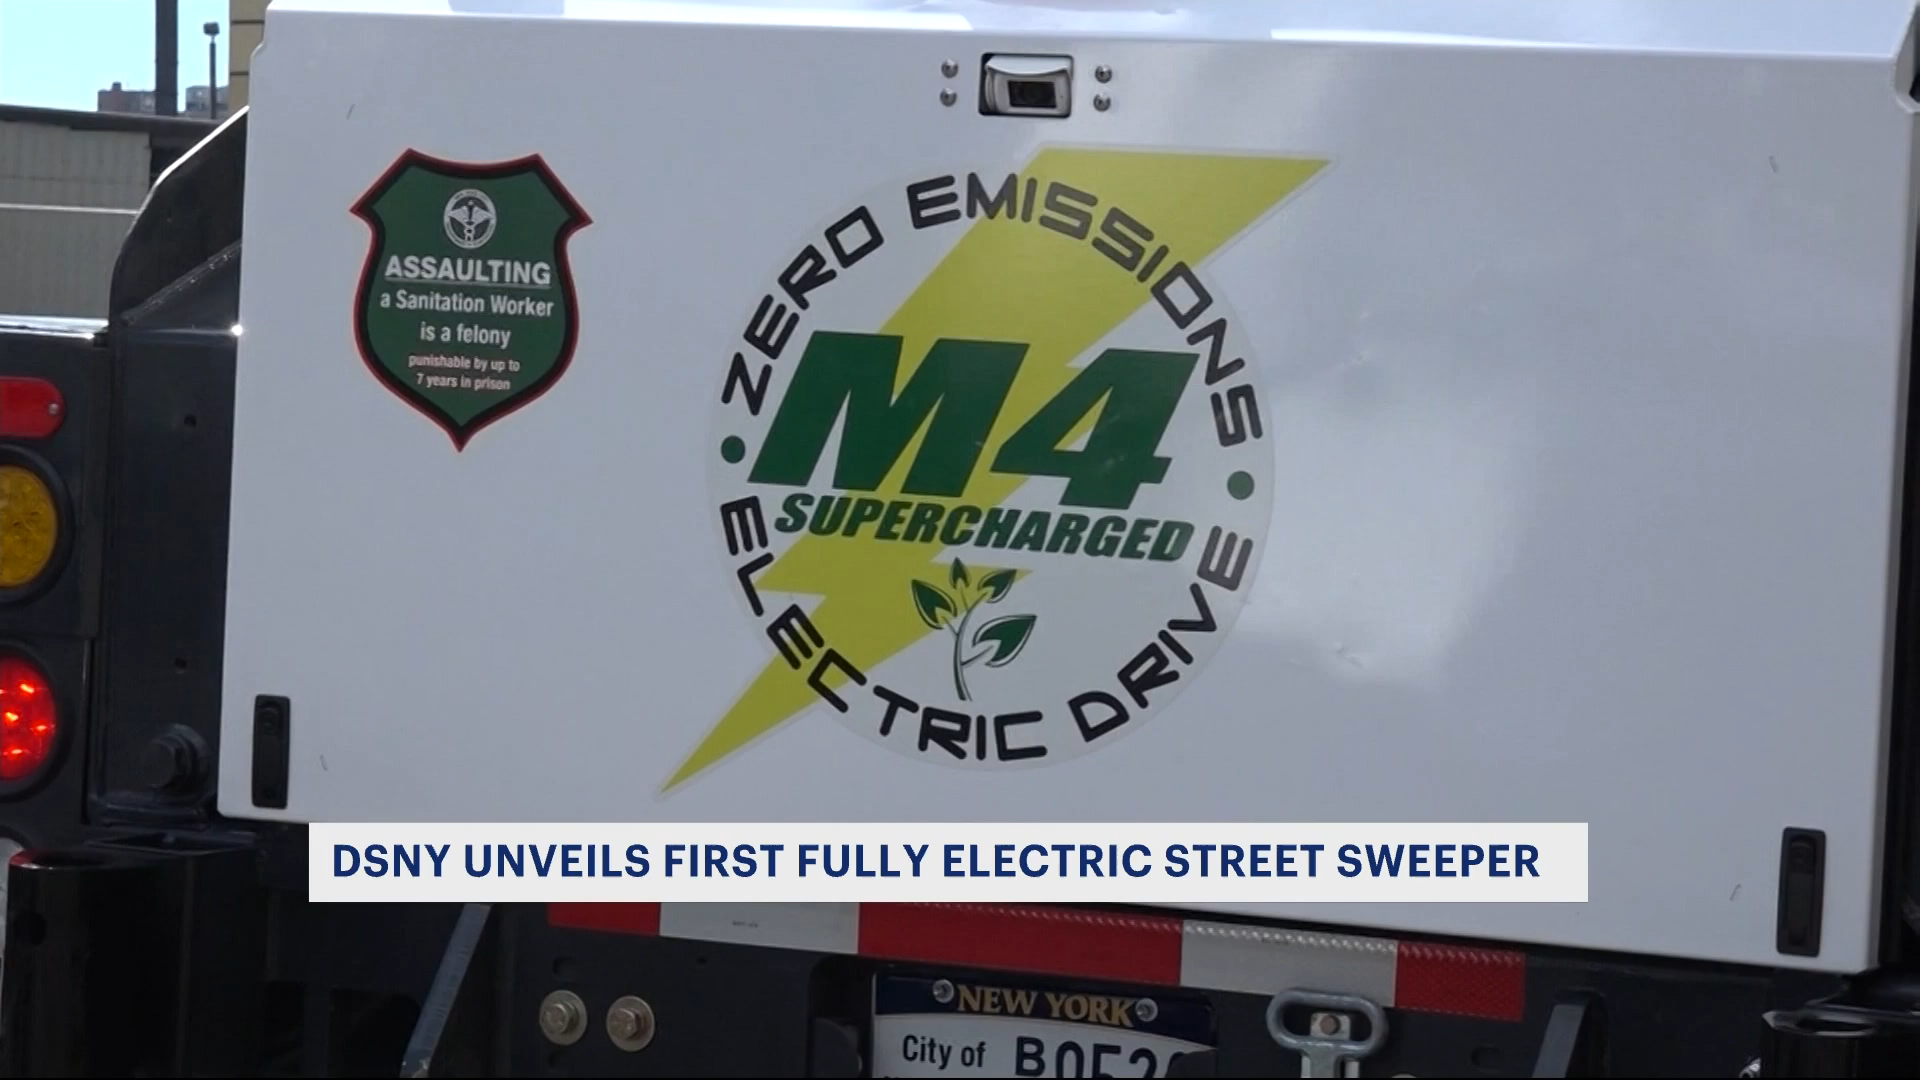 ASSAULTING
a Sanitation Worker
is a felony
punishable by up to
7 years in prison
ZERO EMISSIONS
M4
SUPERCHARGED
ELECTRIC DRIVE
DSNY UNVEILS FIRST FULLY ELECTRIC STREET SWEEPER
NEW YORK
City of